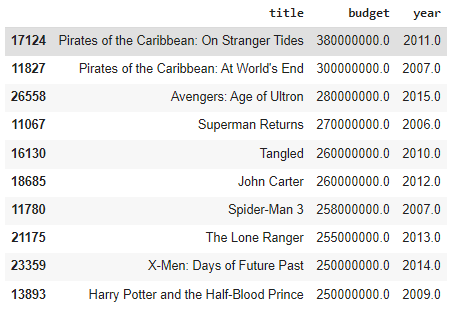 title budget year
17124 Pirates of the Caribbean: On Stranger Tides 380000000.0 2011.0
11827 Pirates of the Caribbean: At World's End 300000000.0 2007.0
26558 Avengers: Age of Ultron 280000000.0 2015.0
11067 Superman Returns 270000000.0 2006.0
16130 Tangled 260000000.0 2010.0
18685 John Carter 260000000.0 2012.0
11780 Spider-Man 3 258000000.0 2007.0
21175 The Lone Ranger 255000000.0 2013.0
23359 X-Men: Days of Future Past 250000000.0 2014.0
13893 Harry Potter and the Half-Blood Prince 250000000.0 2009.0